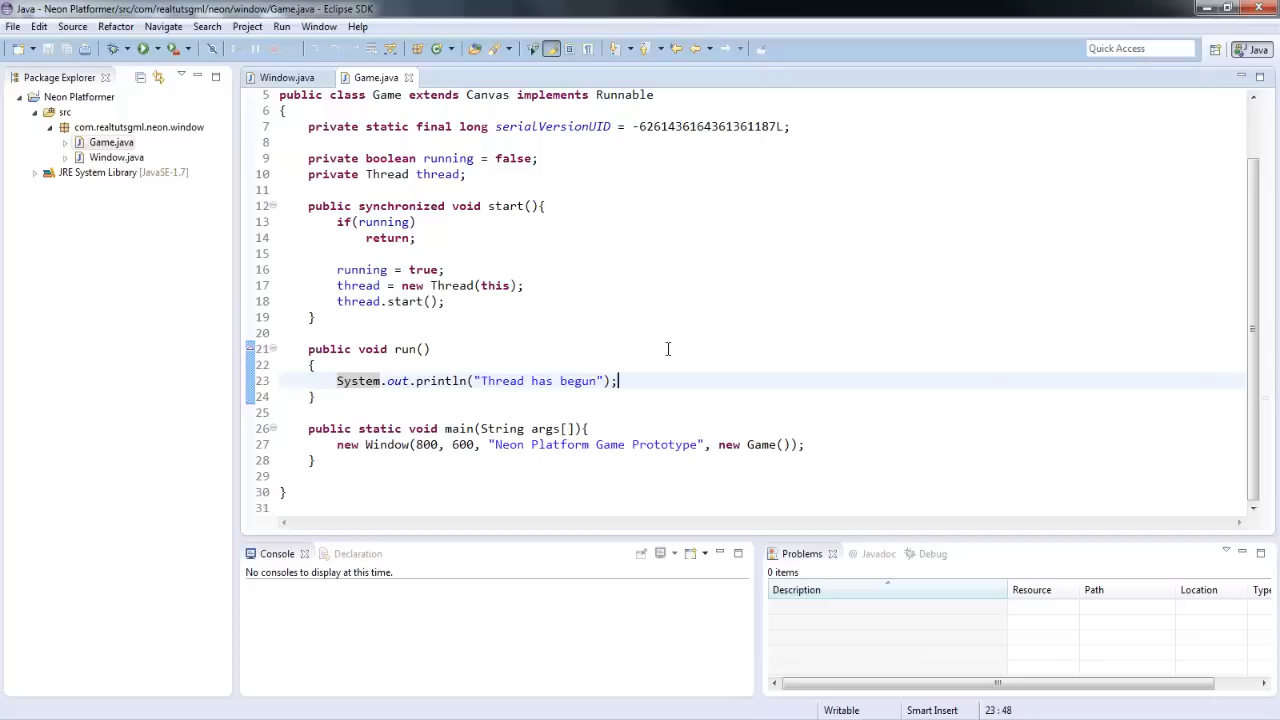 Java - Neon Platformer/src/com/realtutsgml/neon/window/Game.java - Eclipse SDK
File Edit Source Refactor Navigate Search Project Run Window Help
Quick Access
Java
Package Explorer
Window.java
Game.java
Neon Platformer
src
com.realtutsgml.neon.window
Game.java
Window.java
JRE System Library [JavaSE-1.7]
5 public class Game extends Canvas implements Runnable
6 {
7 private static final long serialVersionUID = -6261436164361361187L;
8
9 private boolean running = false;
10 private Thread thread;
11
12 public synchronized void start(){
13 if(running)
14 return;
15
16 running = true;
17 thread = new Thread(this);
18 thread.start();
19 }
20
21 public void run()
22 {
23 System.out.println("Thread has begun");
24 }
25
26 public static void main(String args[]){
27 new Window(800, 600, "Neon Platform Game Prototype", new Game());
28 }
29
30 }
31
Console
Declaration
No consoles to display at this time.
Problems
Javadoc
Debug
0 items
Description Resource Path Location Type
Writable Smart Insert 23 : 48